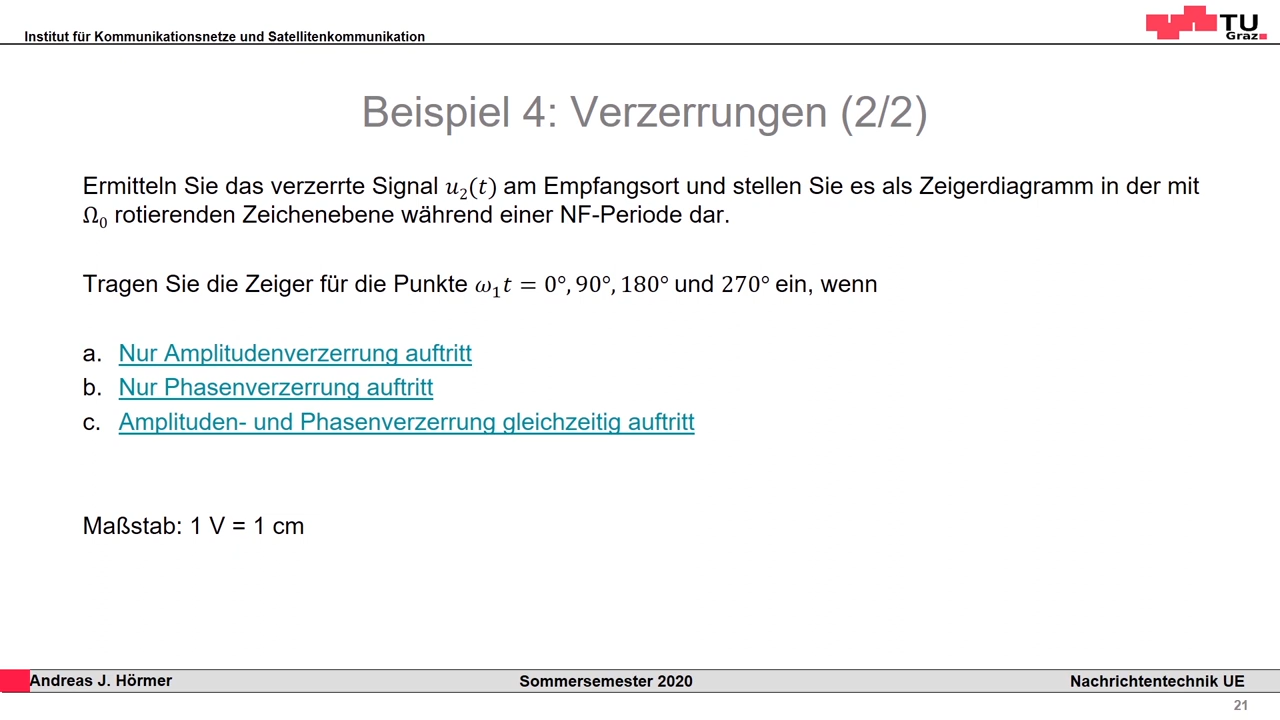 Institut für Kommunikationsnetze und Satellitenkommunikation
TU
Graz
Beispiel 4: Verzerrungen (2/2)
Ermitteln Sie das verzerrte Signal u₂(t) am Empfangsort und stellen Sie es als Zeigerdiagramm in der mit
Ω₀ rotierenden Zeichenebene während einer NF-Periode dar.
Tragen Sie die Zeiger für die Punkte ω₁t = 0°, 90°, 180° und 270° ein, wenn
a. Nur Amplitudenverzerrung auftritt
b. Nur Phasenverzerrung auftritt
c. Amplituden- und Phasenverzerrung gleichzeitig auftritt
Maßstab: 1 V = 1 cm
Andreas J. Hörmer Sommersemester 2020 Nachrichtentechnik UE
21